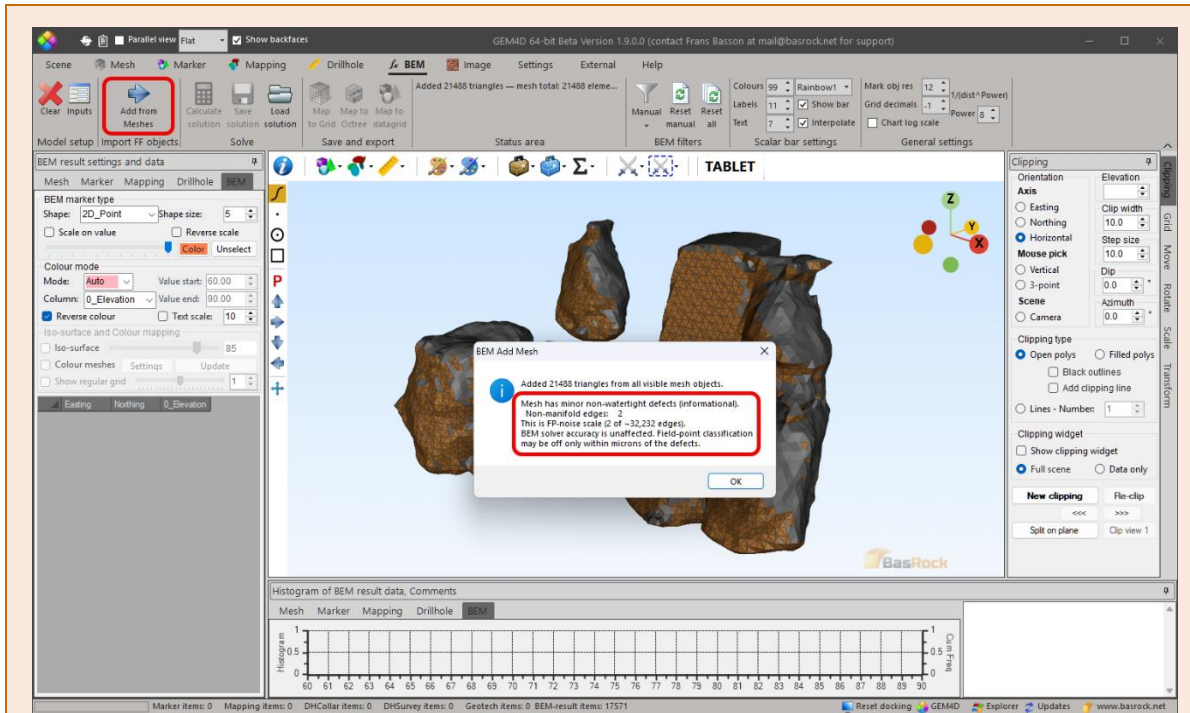 Parallel view Flat Show backfaces GEM4D 64-bit Beta Version 1.9.0.0 (contact Frans Basson at mail@basrock.net for support)
Scene Mesh Marker Mapping Drillhole fx BEM Image Settings External Help
Clear Inputs Add from Meshes Calculate solution Save solution Load solution Map to Grid Map to Octree Map to datagrid
Added 21488 triangles — mesh total: 21488 eleme...
Manual Reset manual Reset all
Colours 99 Rainbow1
Labels 11 Show bar
Text 7 Interpolate
Mark obj res 12 1/(dist^Power)
Grid decimals -1 Power 8
Chart log scale
Model setup Import FF objects Solve Save and export Status area BEM filters Scalar bar settings General settings
BEM result settings and data
Mesh Marker Mapping Drillhole BEM
BEM marker type
Shape: 2D_Point Shape size: 5
Scale on value Reverse scale
Color Unselect
Colour mode
Mode: Auto Value start: 60.00
Column: 0_Elevation Value end: 90.00
Reverse colour Text scale: 10
Iso-surface and Colour mapping
Iso-surface 85
Colour meshes Settings Update
Show regular grid 1
Easting Northing 0_Elevation
TABLET
P
Z
Y
X
BEM Add Mesh
Added 21488 triangles from all visible mesh objects.
Mesh has minor non-watertight defects (informational).
Non-manifold edges: 2
This is FP-noise scale (2 of ~32,232 edges).
BEM solver accuracy is unaffected. Field-point classification
may be off only within microns of the defects.
OK
BasRock
Clipping
Orientation Elevation
Axis
Easting Clip width
Northing 10.0
Horizontal Step size
Mouse pick 10.0
Vertical Dip
3-point 0.0 °
Scene Azimuth
Camera 0.0 °
Clipping type
Open polys Filled polys
Black outlines
Add clipping line
Lines - Number: 1
Clipping widget
Show clipping widget
Full scene Data only
New clipping Re-clip
<<< >>>
Split on plane Clip view 1
Clipping
Grid
Move
Rotate
Scale
Transform
Histogram of BEM result data, Comments
Mesh Marker Mapping Drillhole BEM
Histogram
1
0.5
0
60 61 62 63 64 65 66 67 68 69 70 71 72 73 74 75 76 77 78 79 80 81 82 83 84 85 86 87 88 89 90
1
0.5
0
Cum Freq
Marker items: 0 Mapping items: 0 DHCollar items: 0 DHSurvey items: 0 Geotech items: 0 BEM-result items: 17571 Reset docking GEM4D Explorer Updates www.basrock.net